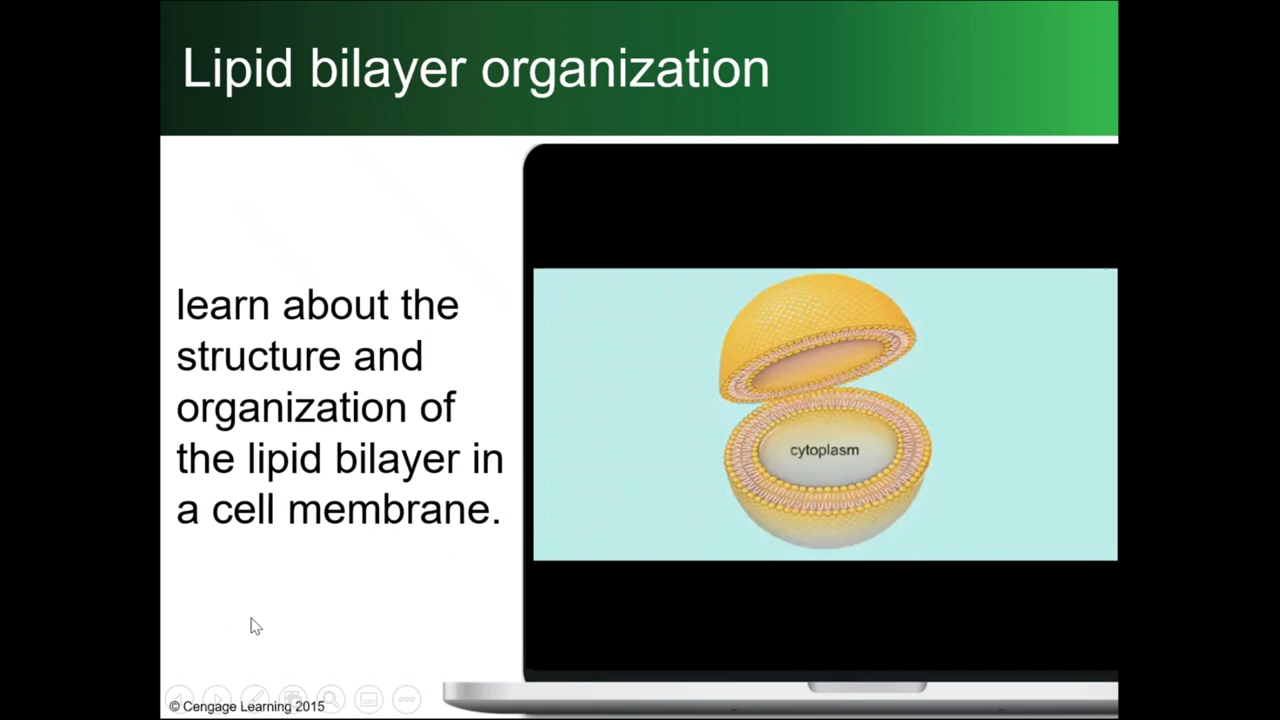 Lipid bilayer organization
learn about the
structure and
organization of
the lipid bilayer in
a cell membrane.
cytoplasm
© Cengage Learning 2015